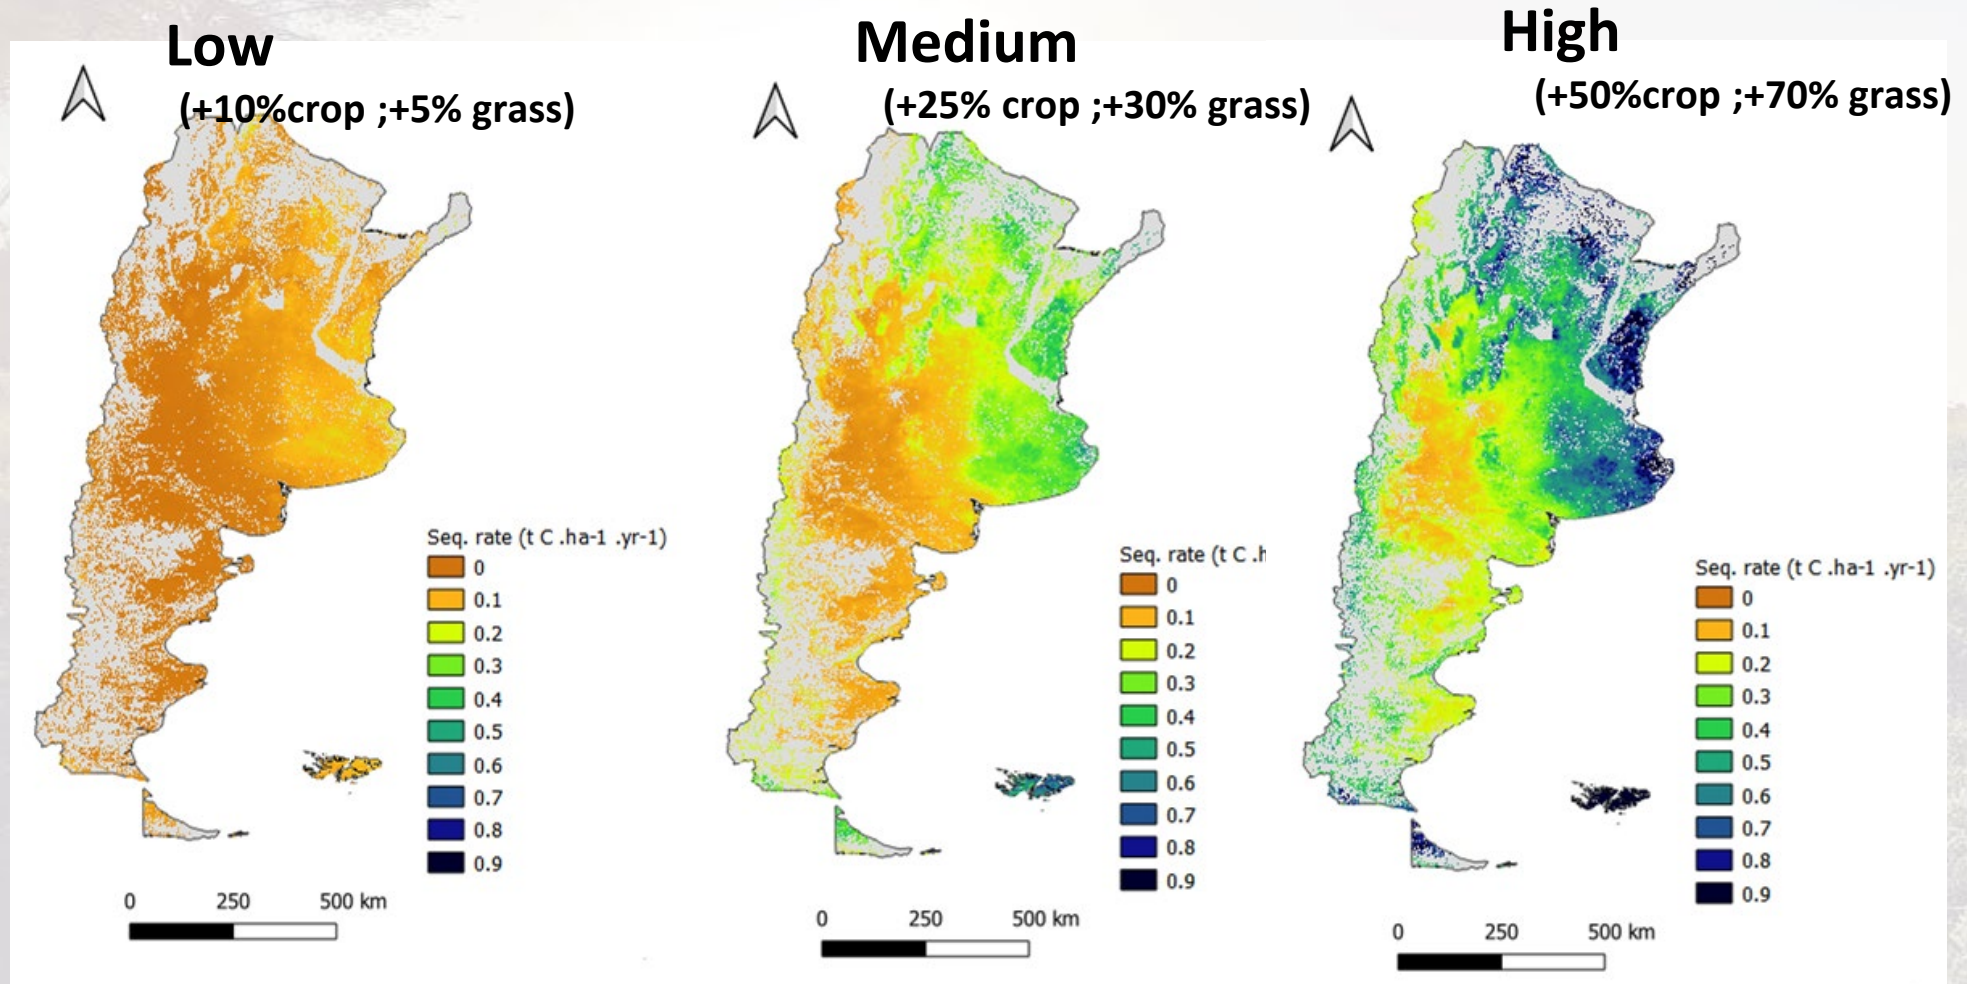 Low
(+10%crop ;+5% grass)
Seq. rate (t C .ha-1 .yr-1)
0
0.1
0.2
0.3
0.4
0.5
0.6
0.7
0.8
0.9
0 250 500 km
Medium
(+25% crop ;+30% grass)
Seq. rate (t C .h
0
0.1
0.2
0.3
0.4
0.5
0.6
0.7
0.8
0.9
0 250 500 km
High
(+50%crop ;+70% grass)
Seq. rate (t C .ha-1 .yr-1)
0
0.1
0.2
0.3
0.4
0.5
0.6
0.7
0.8
0.9
0 250 500 km